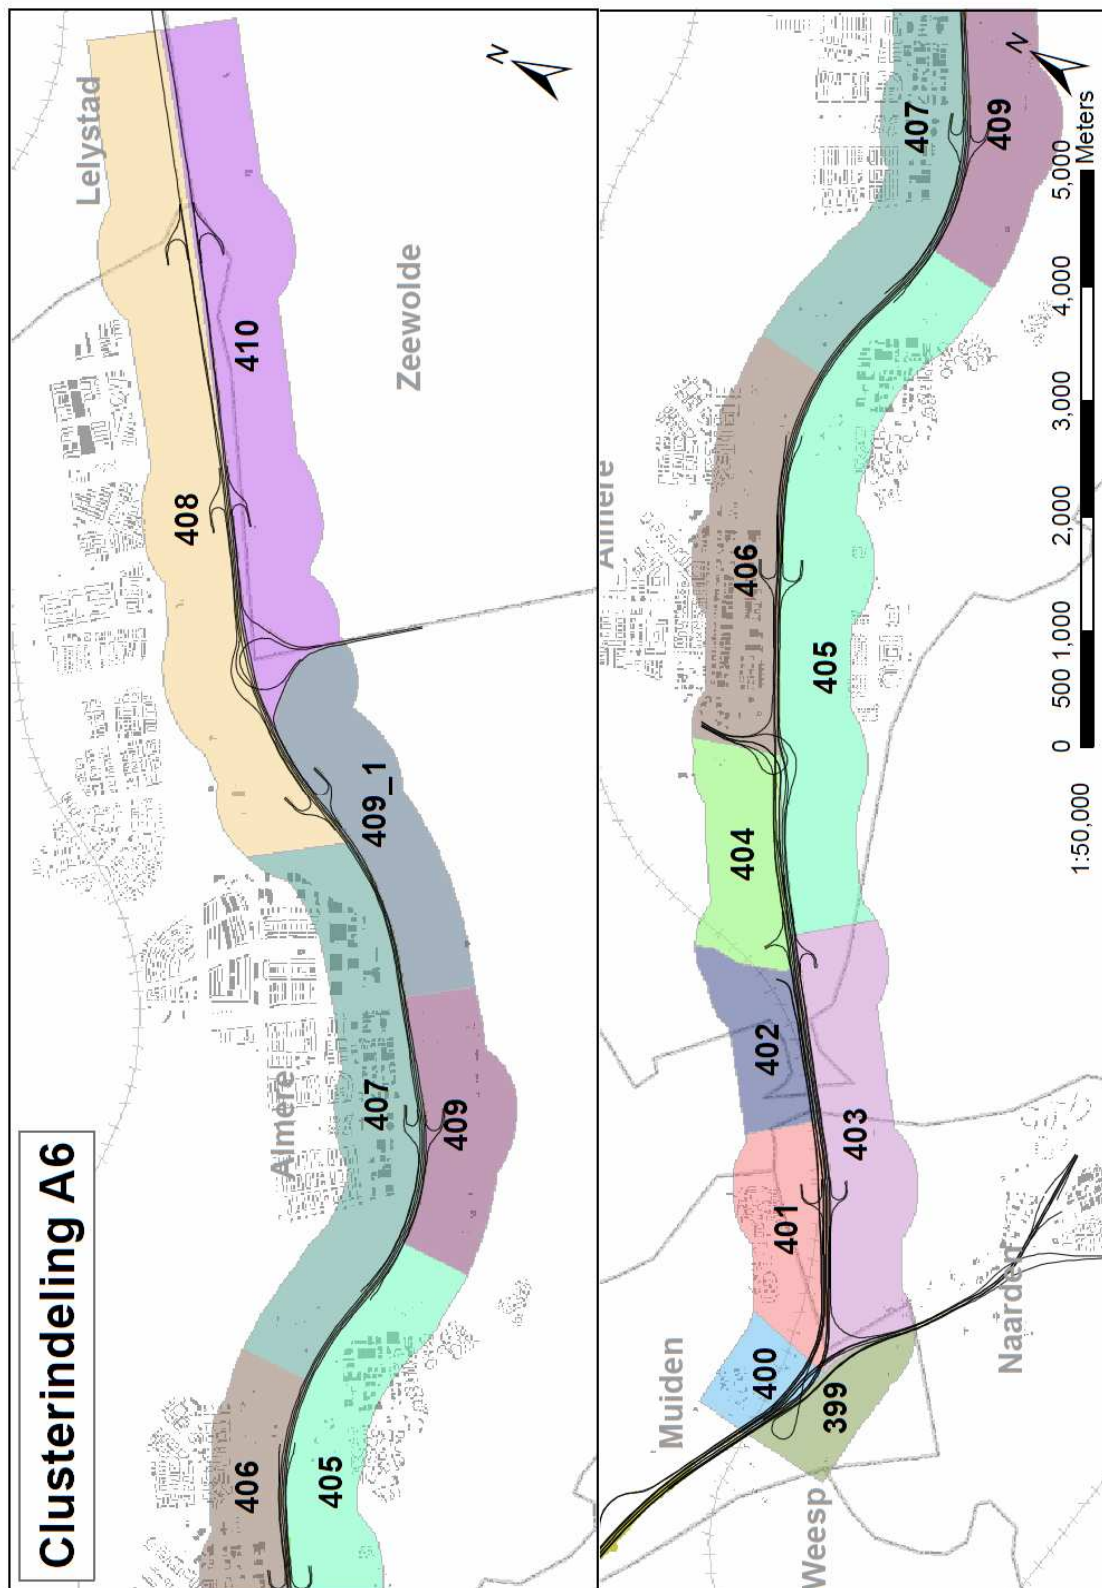 Clusterindeling A6
Lelystad
N
408
410
Zeewolde
409_1
Almere
407
409
406
405
N
407
409
Almere
406
405
404
402
403
401
400
399
Muiden
Weesp
Naarden
0 500 1,000 2,000 3,000 4,000 5,000
Meters
1:50,000